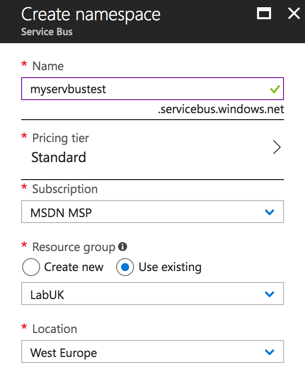 Create namespace
Service Bus
* Name
myservbustest
.servicebus.windows.net
* Pricing tier
Standard
* Subscription
MSDN MSP
* Resource group
Create new Use existing
LabUK
* Location
West Europe